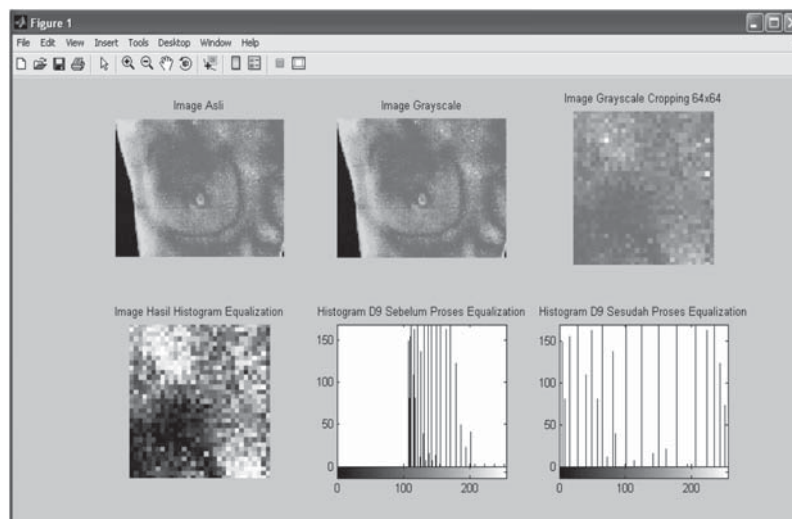 Figure 1
File Edit View Insert Tools Desktop Window Help
Image Asli
Image Grayscale
Image Grayscale Cropping 64x64
Image Hasil Histogram Equalization
Histogram D9 Sebelum Proses Equalization
Histogram D9 Sesudah Proses Equalization
150
100
50
0
0 100 200
150
100
50
0
0 100 200